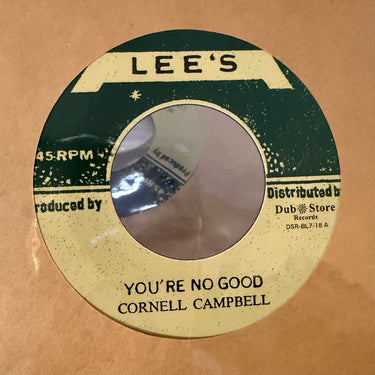 LEE'S
45-RPM
roduced by
Distributed b
Dub Store
Records
DSR-BL7-18 A
YOU'RE NO GOOD
CORNELL CAMPBELL